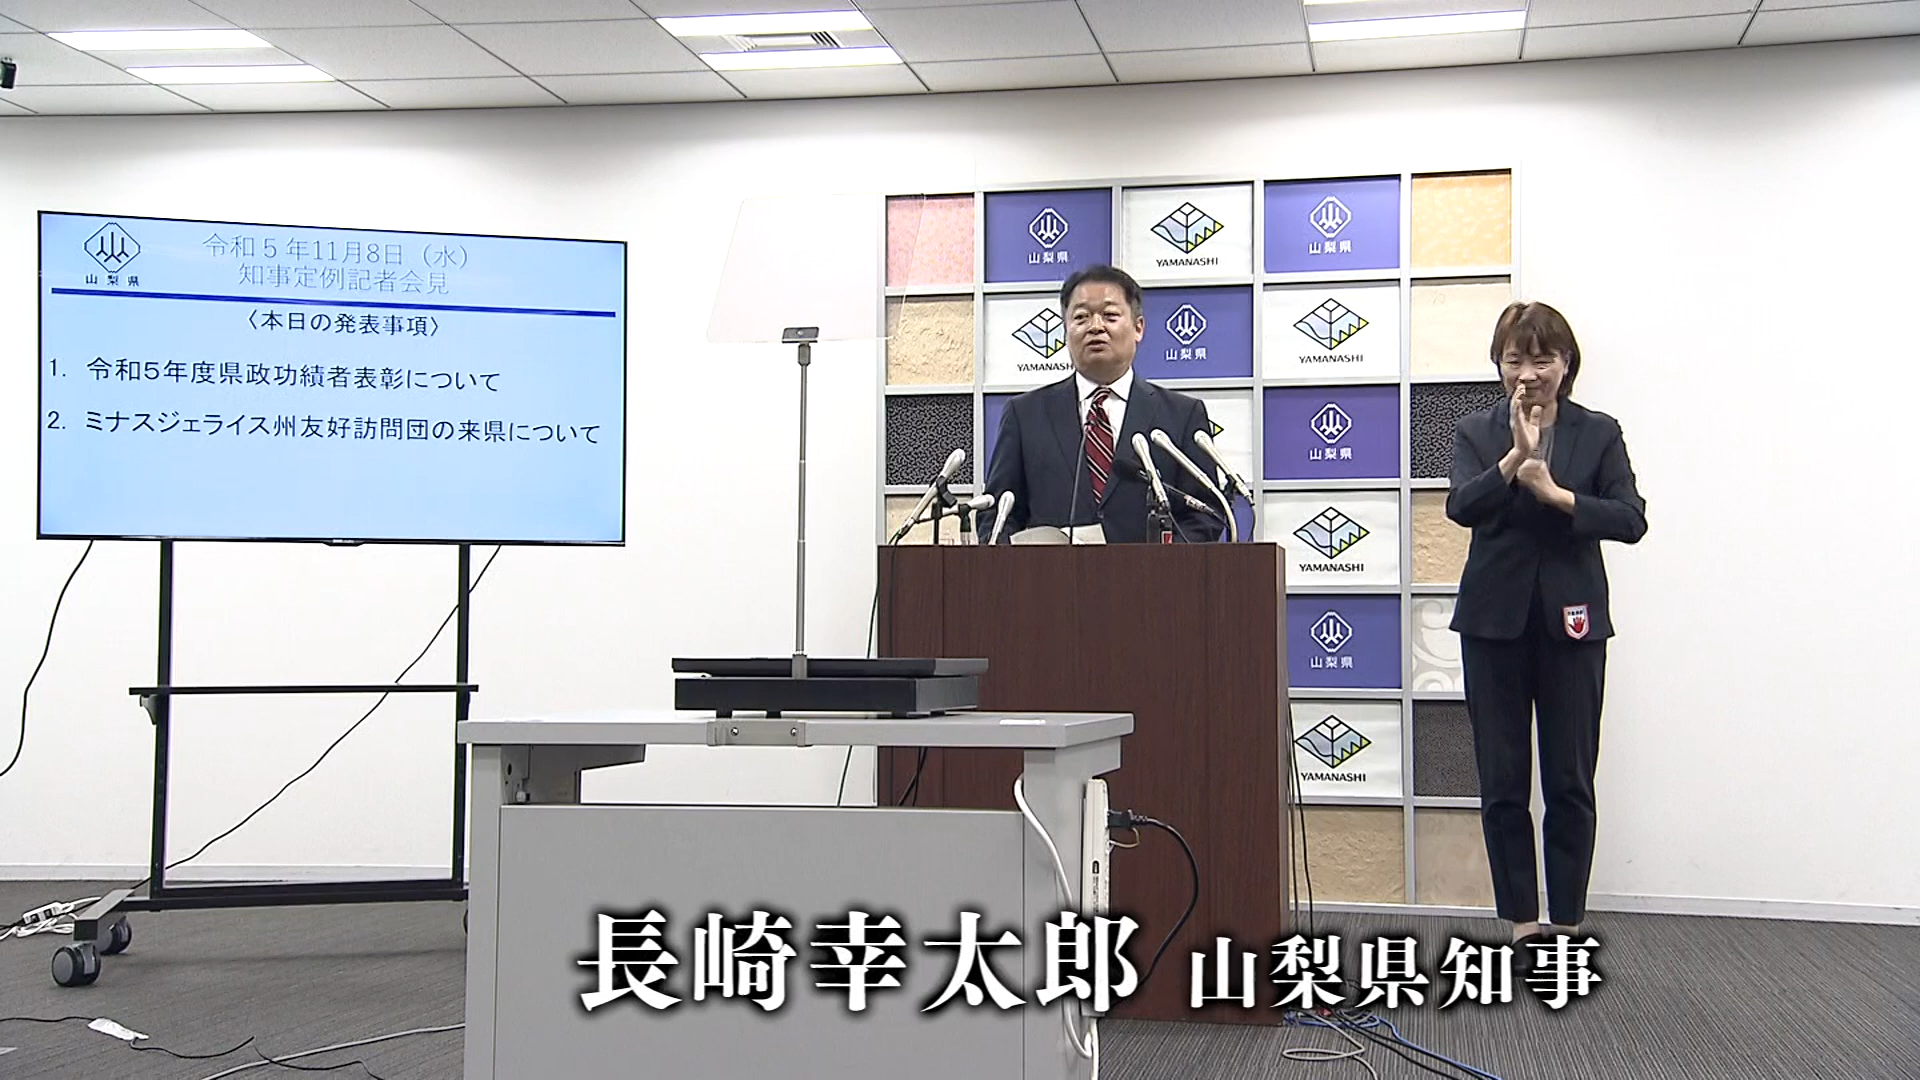 山梨県
令和5年11月8日（水）
知事定例記者会見
〈本日の発表事項〉
1. 令和5年度県政功績者表彰について
2. ミナスジェライス州友好訪問団の来県について
山梨県
YAMANASHI
山梨県
YAMANASHI
山梨県
YAMANASHI
山梨県
YAMANASHI
山梨県
YAMANASHI
長崎幸太郎 山梨県知事